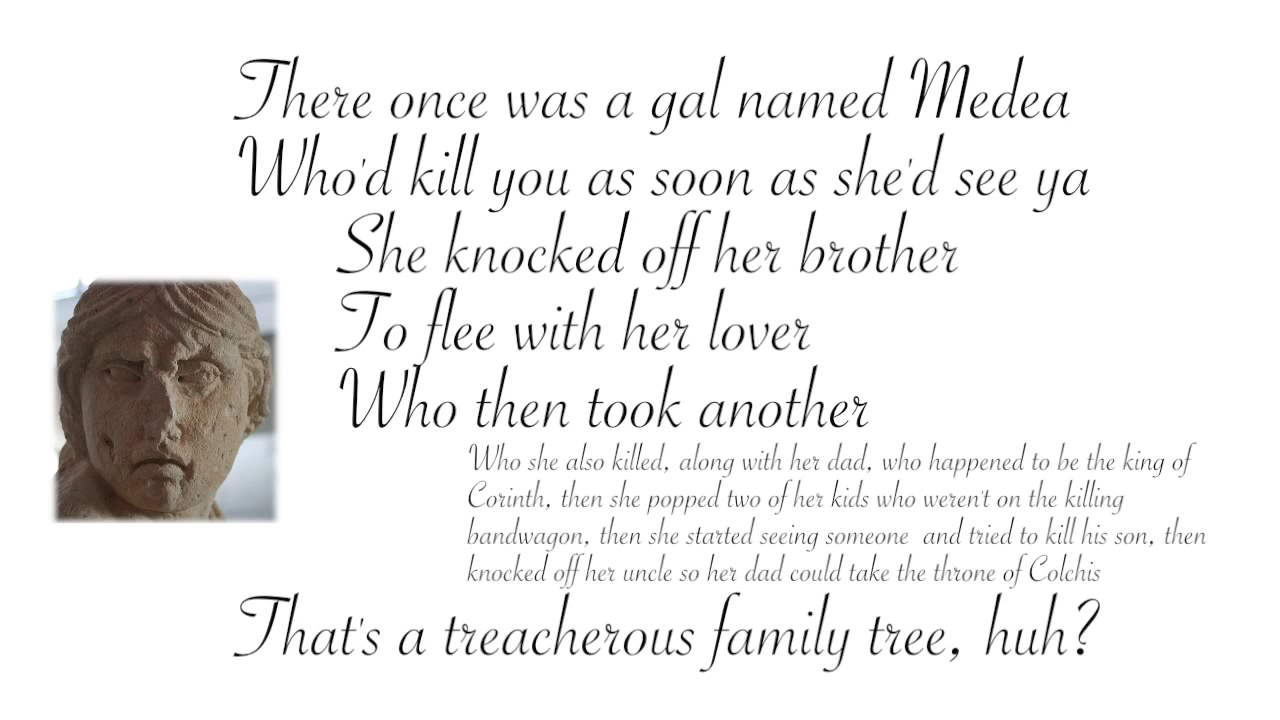 There once was a gal named Medea
Who'd kill you as soon as she'd see ya
She knocked off her brother
To flee with her lover
Who then took another
Who she also killed, along with her dad, who happened to be the king of
Corinth, then she popped two of her kids who weren't on the killing
bandwagon, then she started seeing someone  and tried to kill his son, then
knocked off her uncle so her dad could take the throne of Colchis
That's a treacherous family tree, huh?